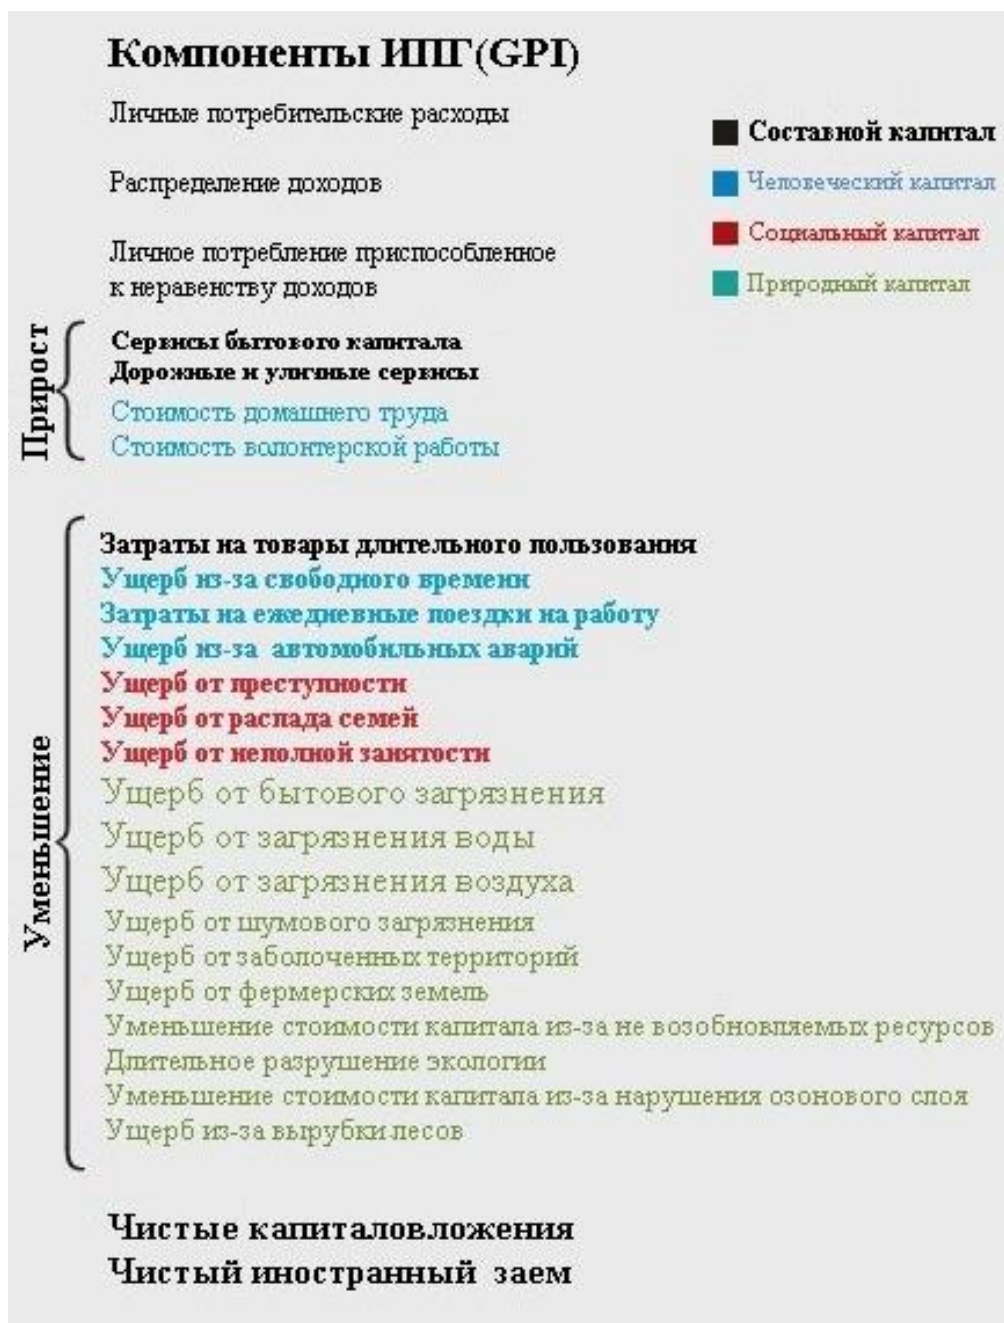 Компоненты ИПГ(GPI)
Личные потребительские расходы
Распределение доходов
Личное потребление приспособленное
к неравенству доходов
Составной капитал
Человеческий капитал
Социальный капитал
Природный капитал
Прирост
Сервисы бытового капитала
Дорожные и уличные сервисы
Стоимость домашнего труда
Стоимость волонтерской работы
Уменьшение
Затраты на товары длительного пользования
Ущерб из-за свободного времени
Затраты на ежедневные поездки на работу
Ущерб из-за автомобильных аварий
Ущерб от преступности
Ущерб от распада семей
Ущерб от неполной занятости
Ущерб от бытового загрязнения
Ущерб от загрязнения воды
Ущерб от загрязнения воздуха
Ущерб от шумового загрязнения
Ущерб от заболоченных территорий
Ущерб от фермерских земель
Уменьшение стоимости капитала из-за не возобновляемых ресурсов
Длительное разрушение экологии
Уменьшение стоимости капитала из-за нарушения озонового слоя
Ущерб из-за вырубки лесов
Чистые капиталовложения
Чистый иностранный заем